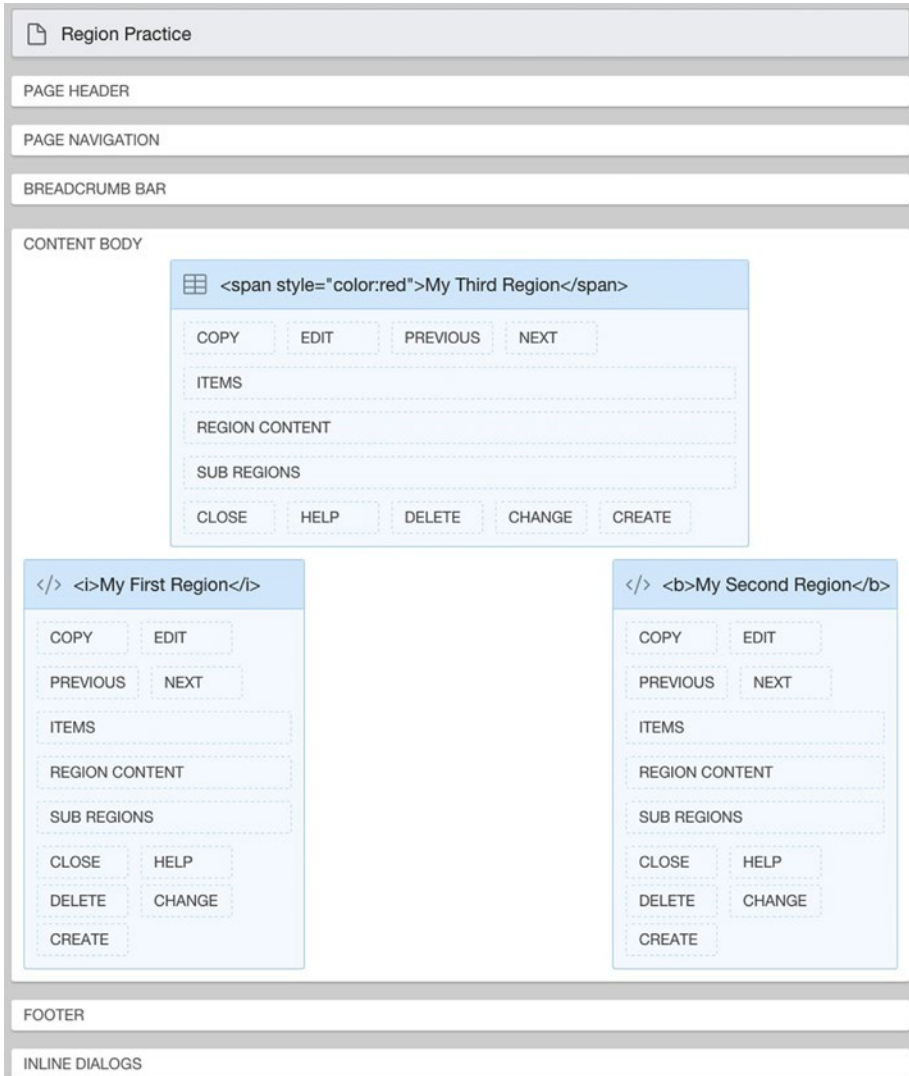 Region Practice
PAGE HEADER
PAGE NAVIGATION
BREADCRUMB BAR
CONTENT BODY
<span style="color:red">My Third Region</span>
COPY EDIT PREVIOUS NEXT
ITEMS
REGION CONTENT
SUB REGIONS
CLOSE HELP DELETE CHANGE CREATE
</> <i>My First Region</i>
COPY EDIT
PREVIOUS NEXT
ITEMS
REGION CONTENT
SUB REGIONS
CLOSE HELP
DELETE CHANGE
CREATE
</> <b>My Second Region</b>
COPY EDIT
PREVIOUS NEXT
ITEMS
REGION CONTENT
SUB REGIONS
CLOSE HELP
DELETE CHANGE
CREATE
FOOTER
INLINE DIALOGS